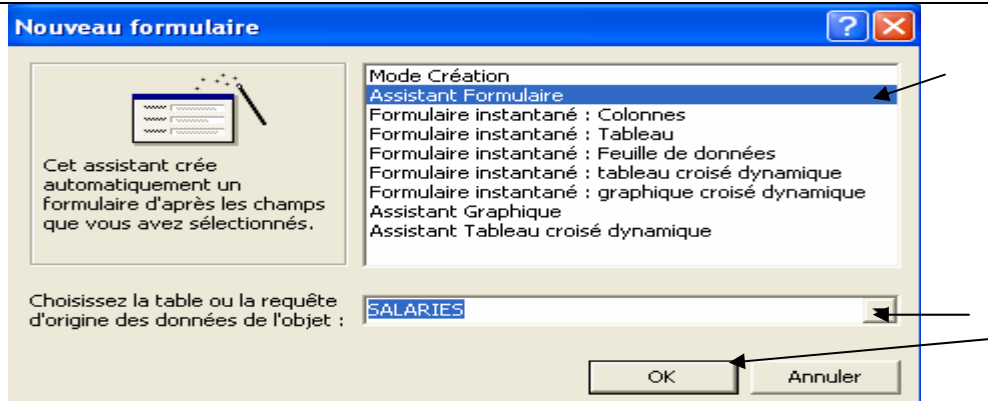 Nouveau formulaire
Cet assistant crée
automatiquement un
formulaire d'après les champs
que vous avez sélectionnés.
Mode Création
Assistant Formulaire
Formulaire instantané : Colonnes
Formulaire instantané : Tableau
Formulaire instantané : Feuille de données
Formulaire instantané : tableau croisé dynamique
Formulaire instantané : graphique croisé dynamique
Assistant Graphique
Assistant Tableau croisé dynamique
Choisissez la table ou la requête
d'origine des données de l'objet :
SALARIES
OK
Annuler